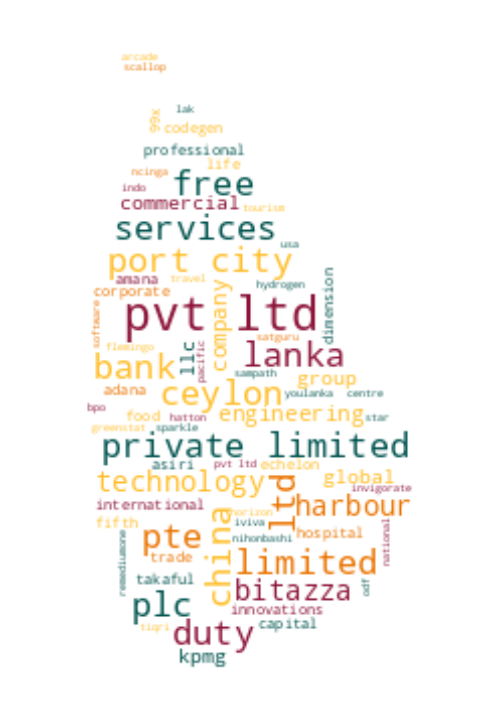 arcade
scallop
lak
99x
codegen
professional
life
ncinga
free
indo
commercial
tourism
services
usa
port city
amana
travel
hydrogen
corporate
company
dimension
software
pvt ltd
satguru
flemingo
llc
pacific
lanka
bank
sampath
group
adana
ceylon
youlanka
centre
bpo
food
hatton
engineering
star
greenstat
sparkle
private limited
asiri
pvt ltd
echelon
technology
ltd
global
invigorate
international
harbour
china
horizon
fifth
iviva
pte
nihonbashi
hospital
national
remediumone
trade
limited
takaful
bitazza
odf
plc
innovations
tiqri
duty
capital
kpmg